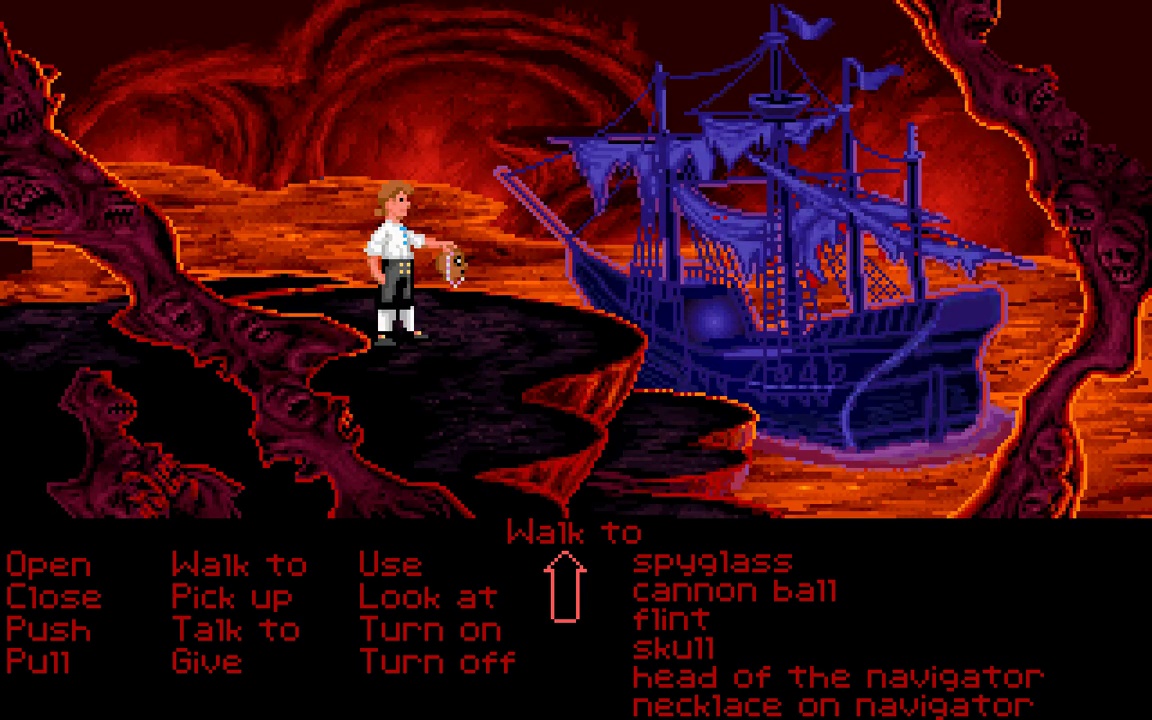 Walk to
Open Walk to Use
Close Pick up Look at
Push Talk to Turn on
Pull Give Turn off
spyglass
cannon ball
flint
skull
head of the navigator
necklace on navigator